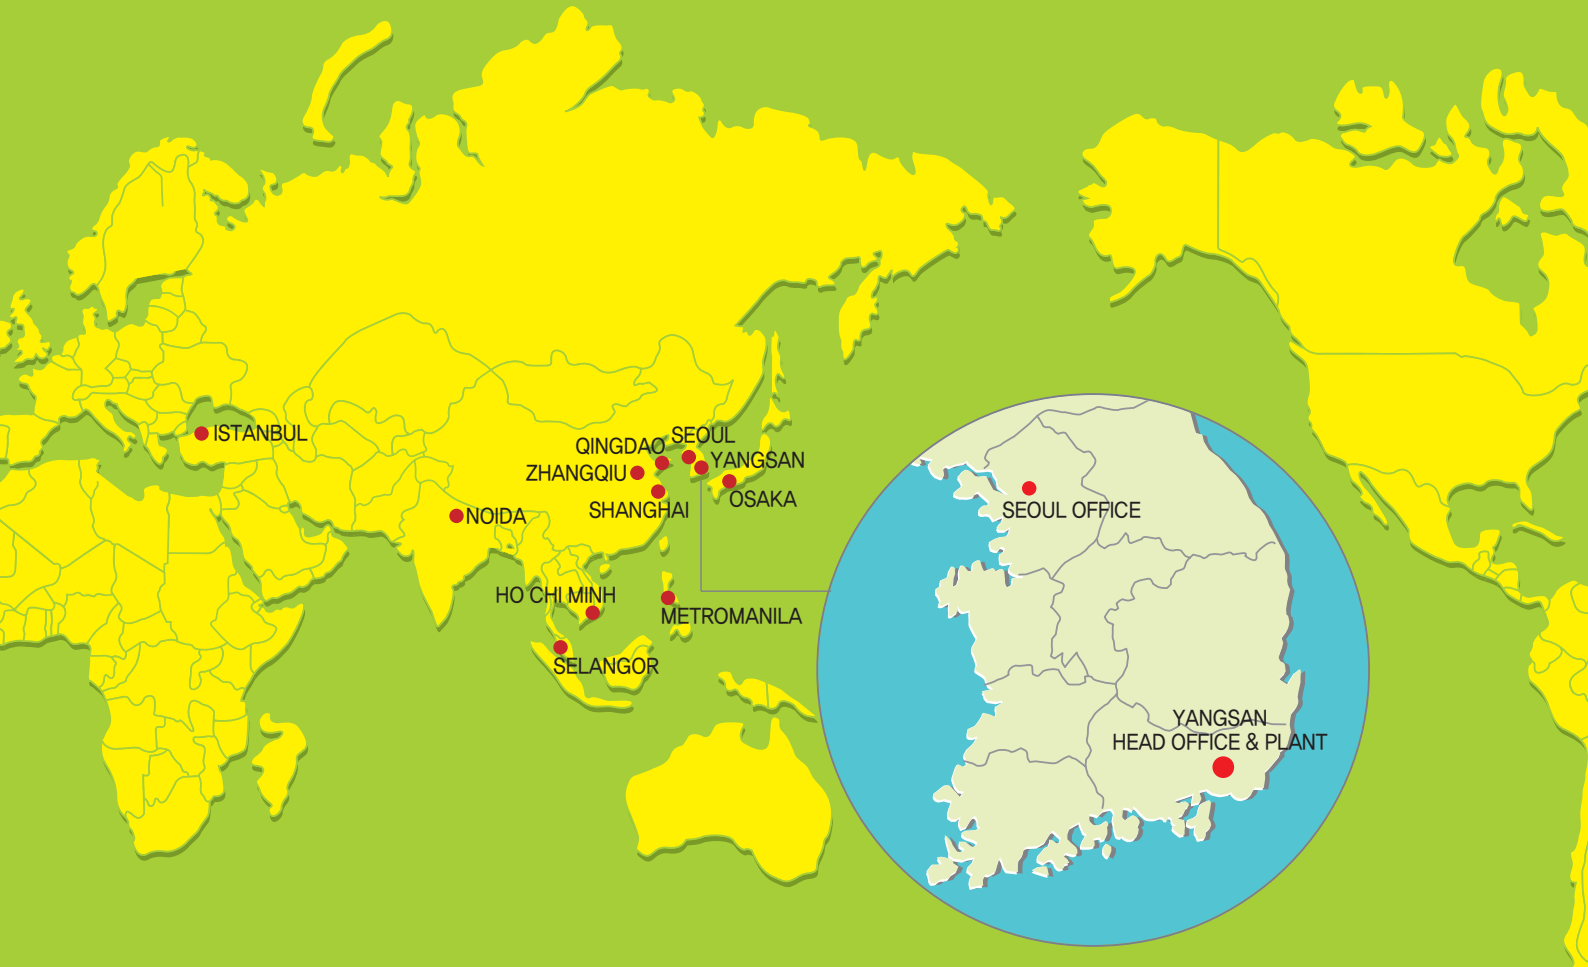 ISTANBUL
QINGDAO
SEOUL
ZHANGQIU
YANGSAN
SHANGHAI
OSAKA
NOIDA
HO CHI MINH
METROMANILA
SELANGOR
SEOUL OFFICE
YANGSAN
HEAD OFFICE & PLANT